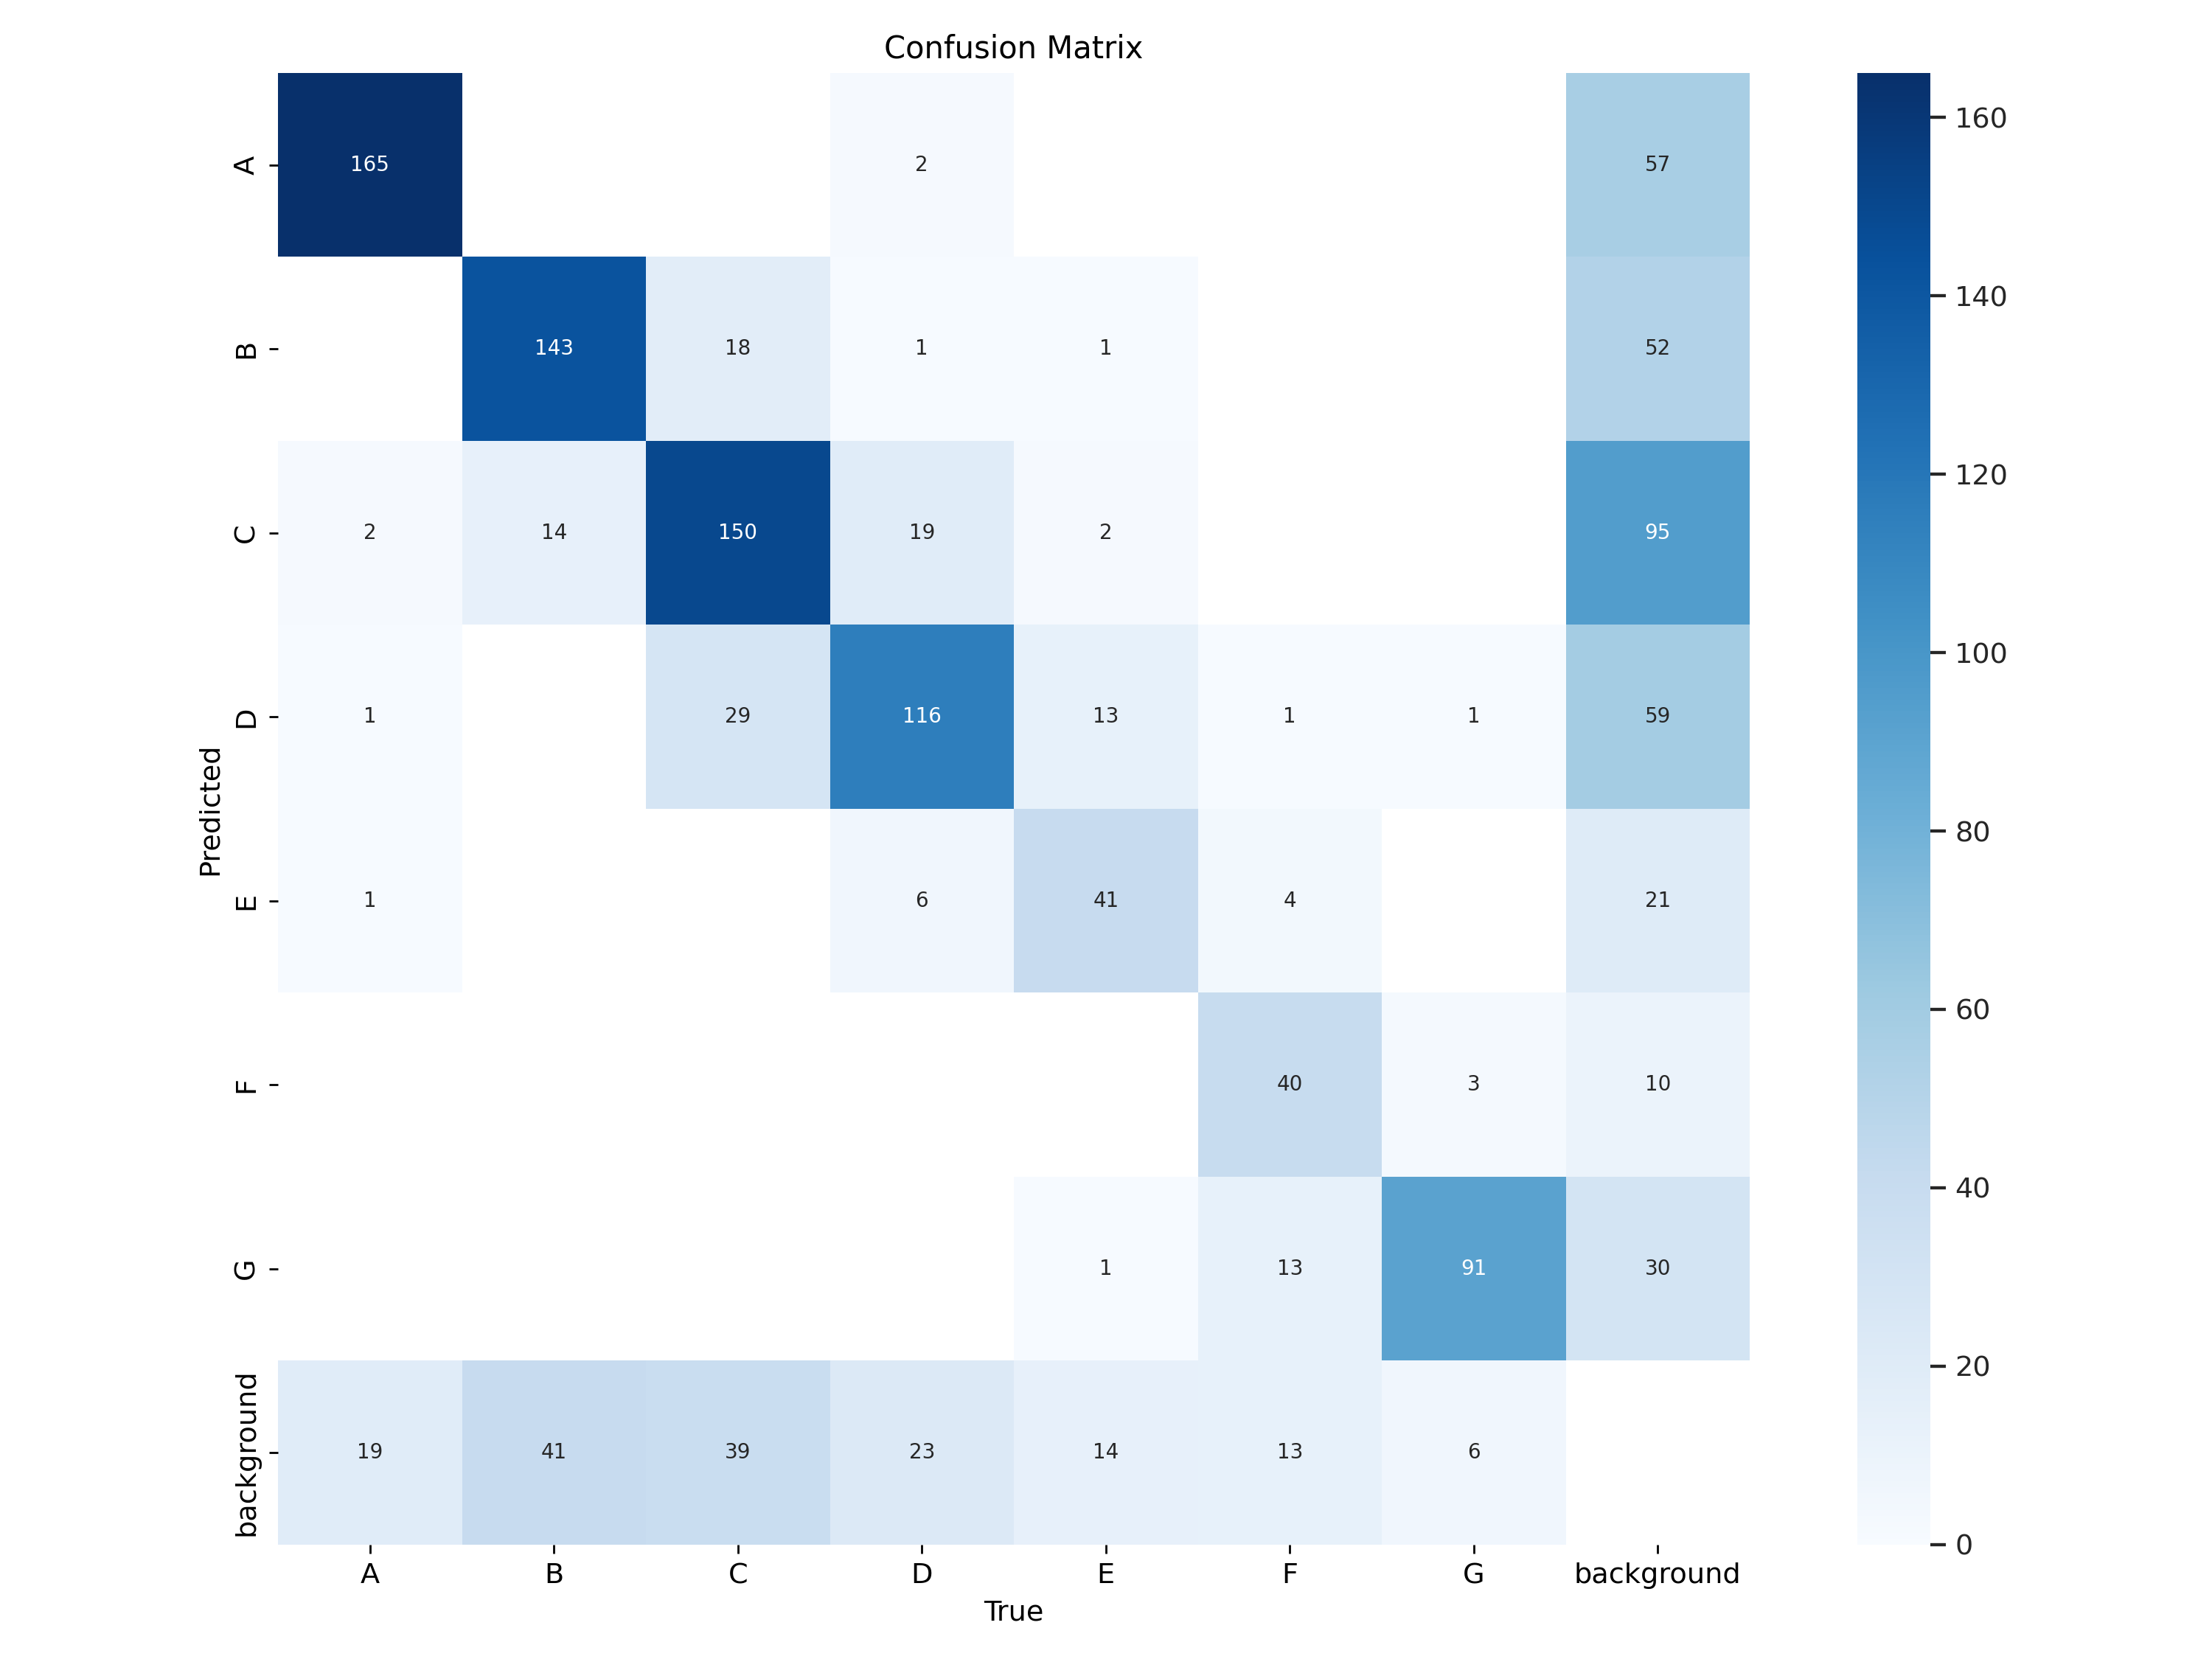 Confusion Matrix
A 165 2 57
B 143 18 1 1 52
C 2 14 150 19 2 95
D 1 29 116 13 1 1 59
E 1 6 41 4 21
F 40 3 10
G 1 13 91 30
background 19 41 39 23 14 13 6
A B C D E F G background
True
Predicted
160
140
120
100
80
60
40
20
0